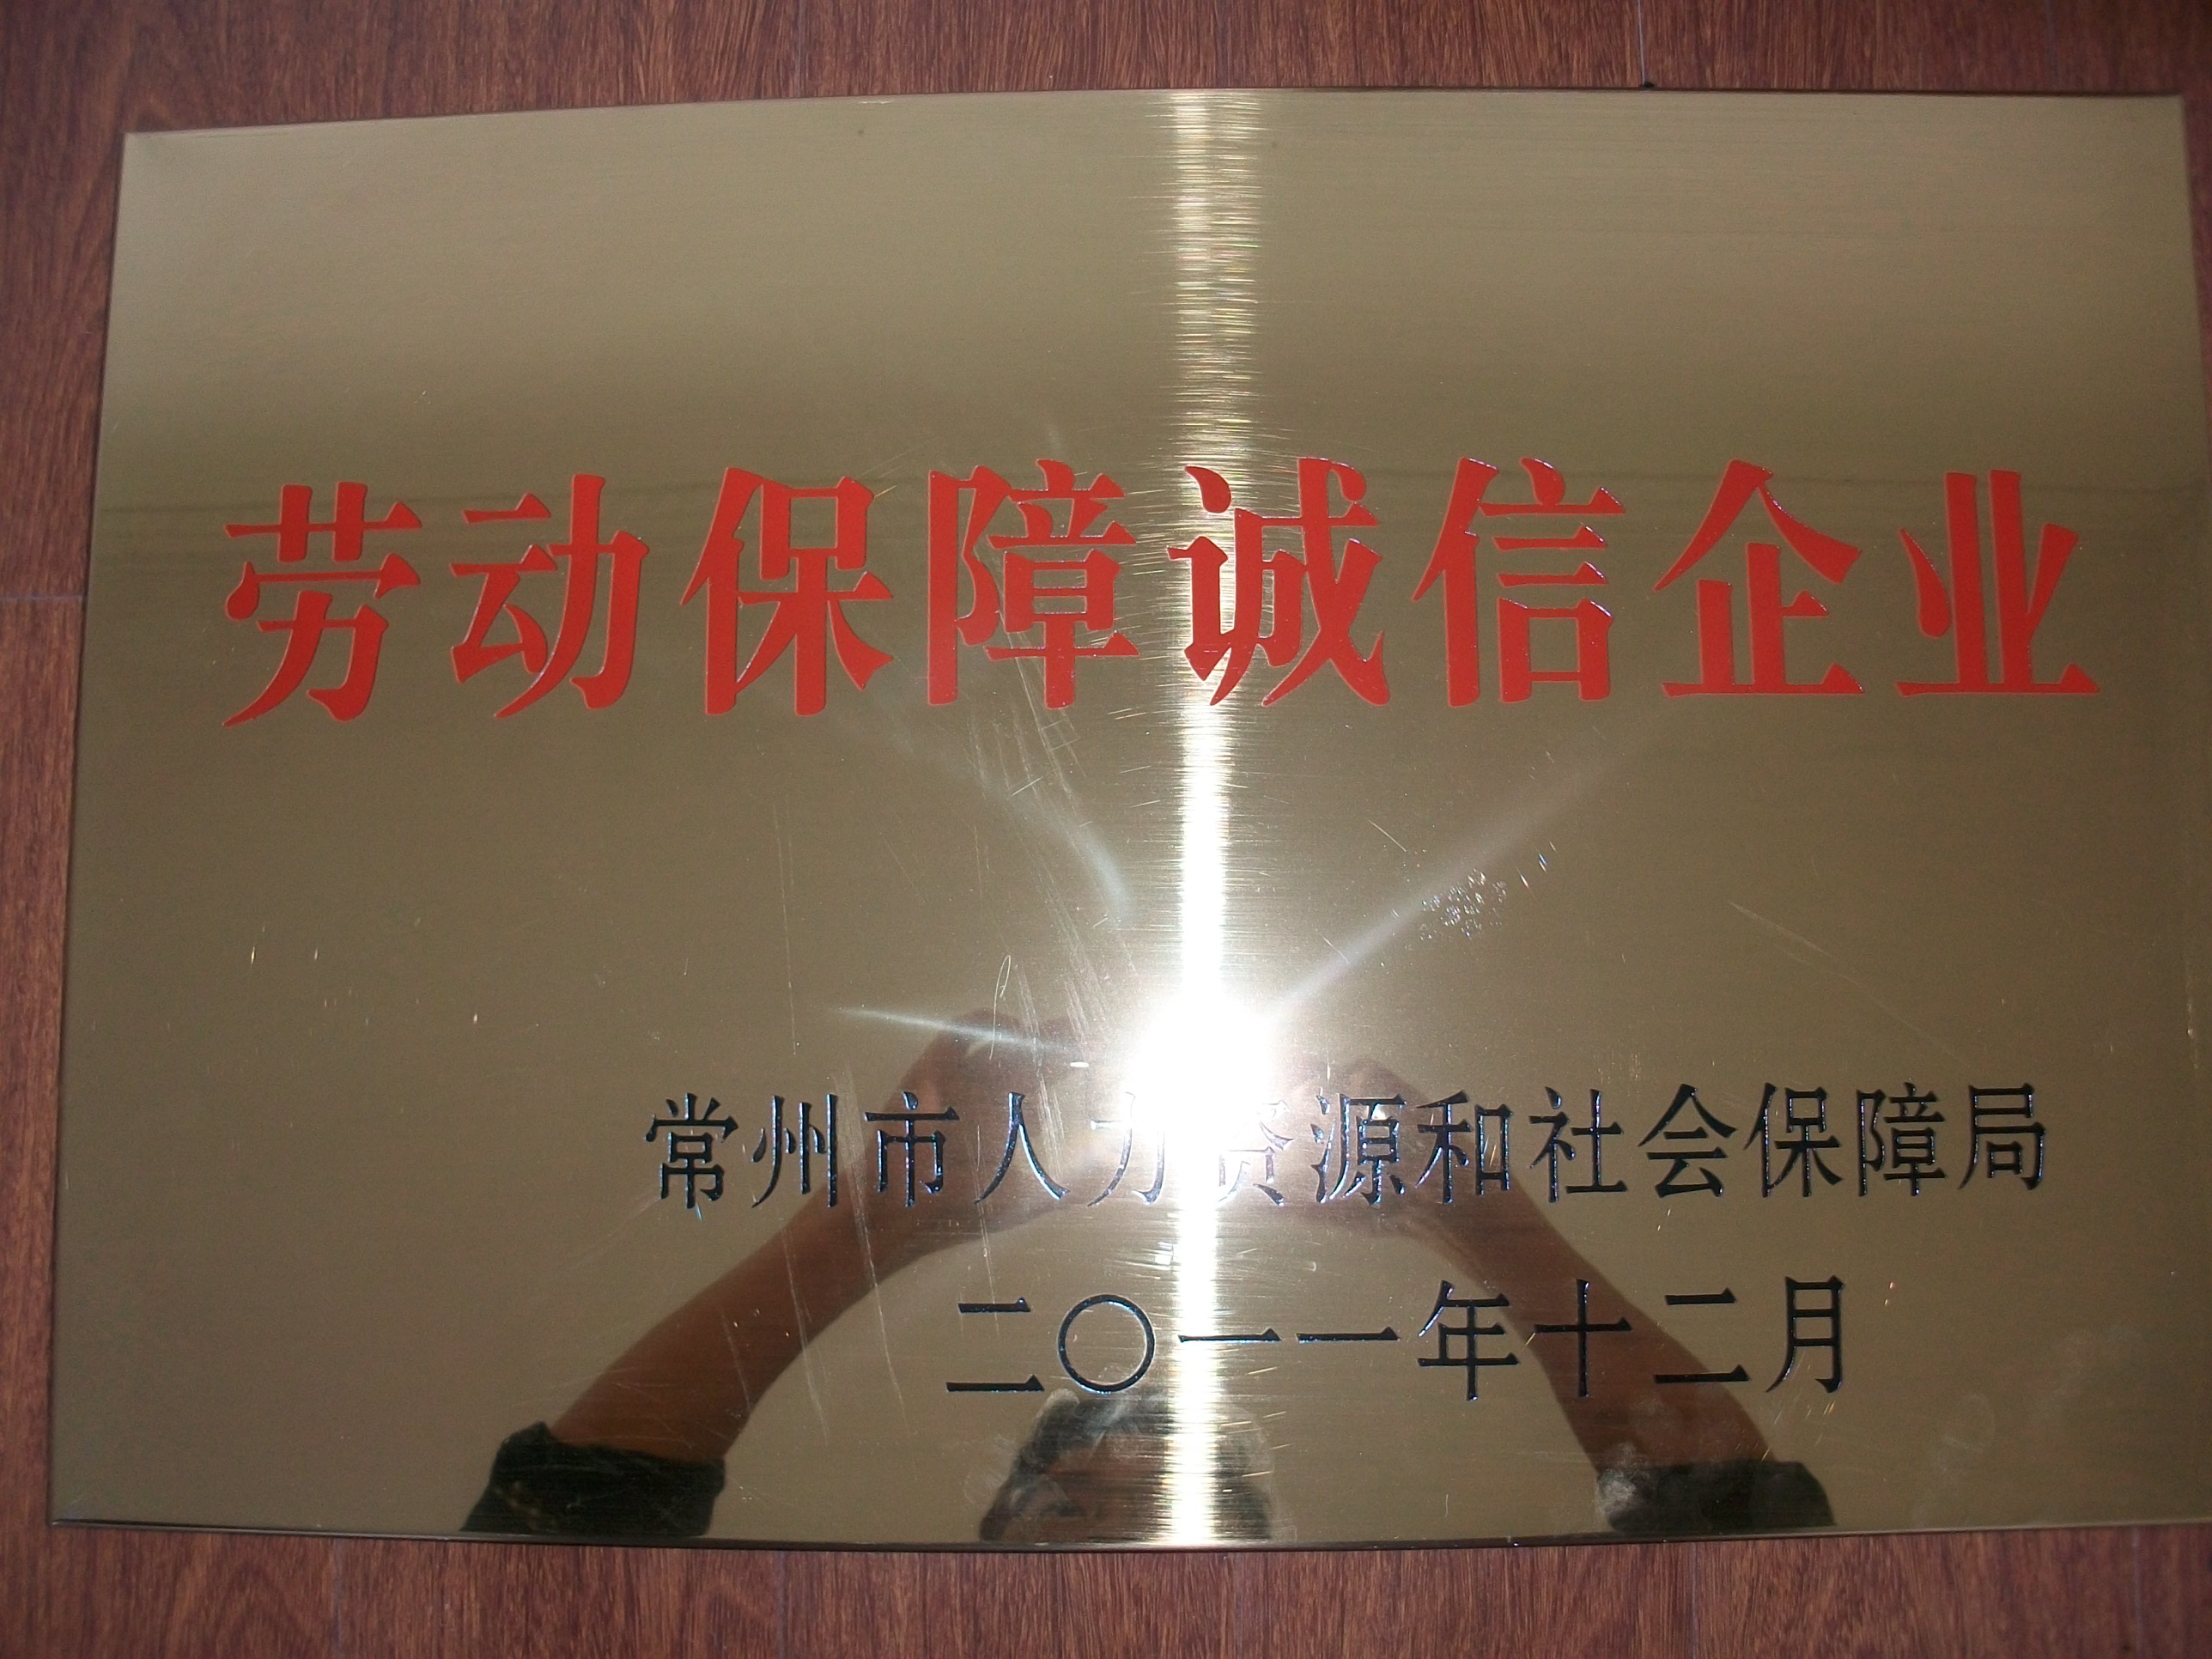 劳动保障诚信企业
常州市人力资源和社会保障局
二〇一一年十二月